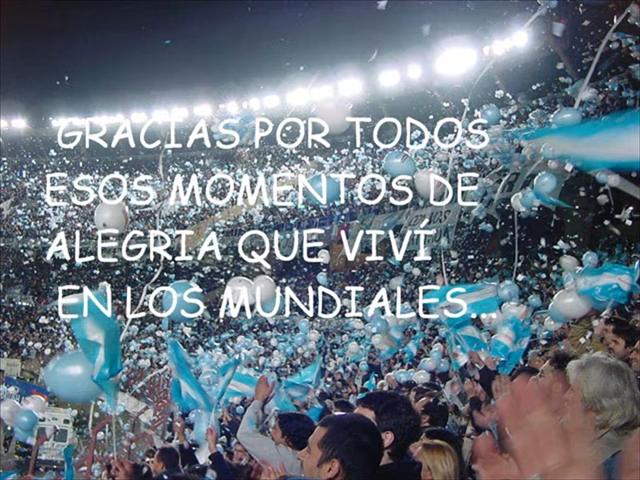 GRACIAS POR TODOS
ESOS MOMENTOS DE
ALEGRIA QUE VIVÍ
EN LOS MUNDIALES...